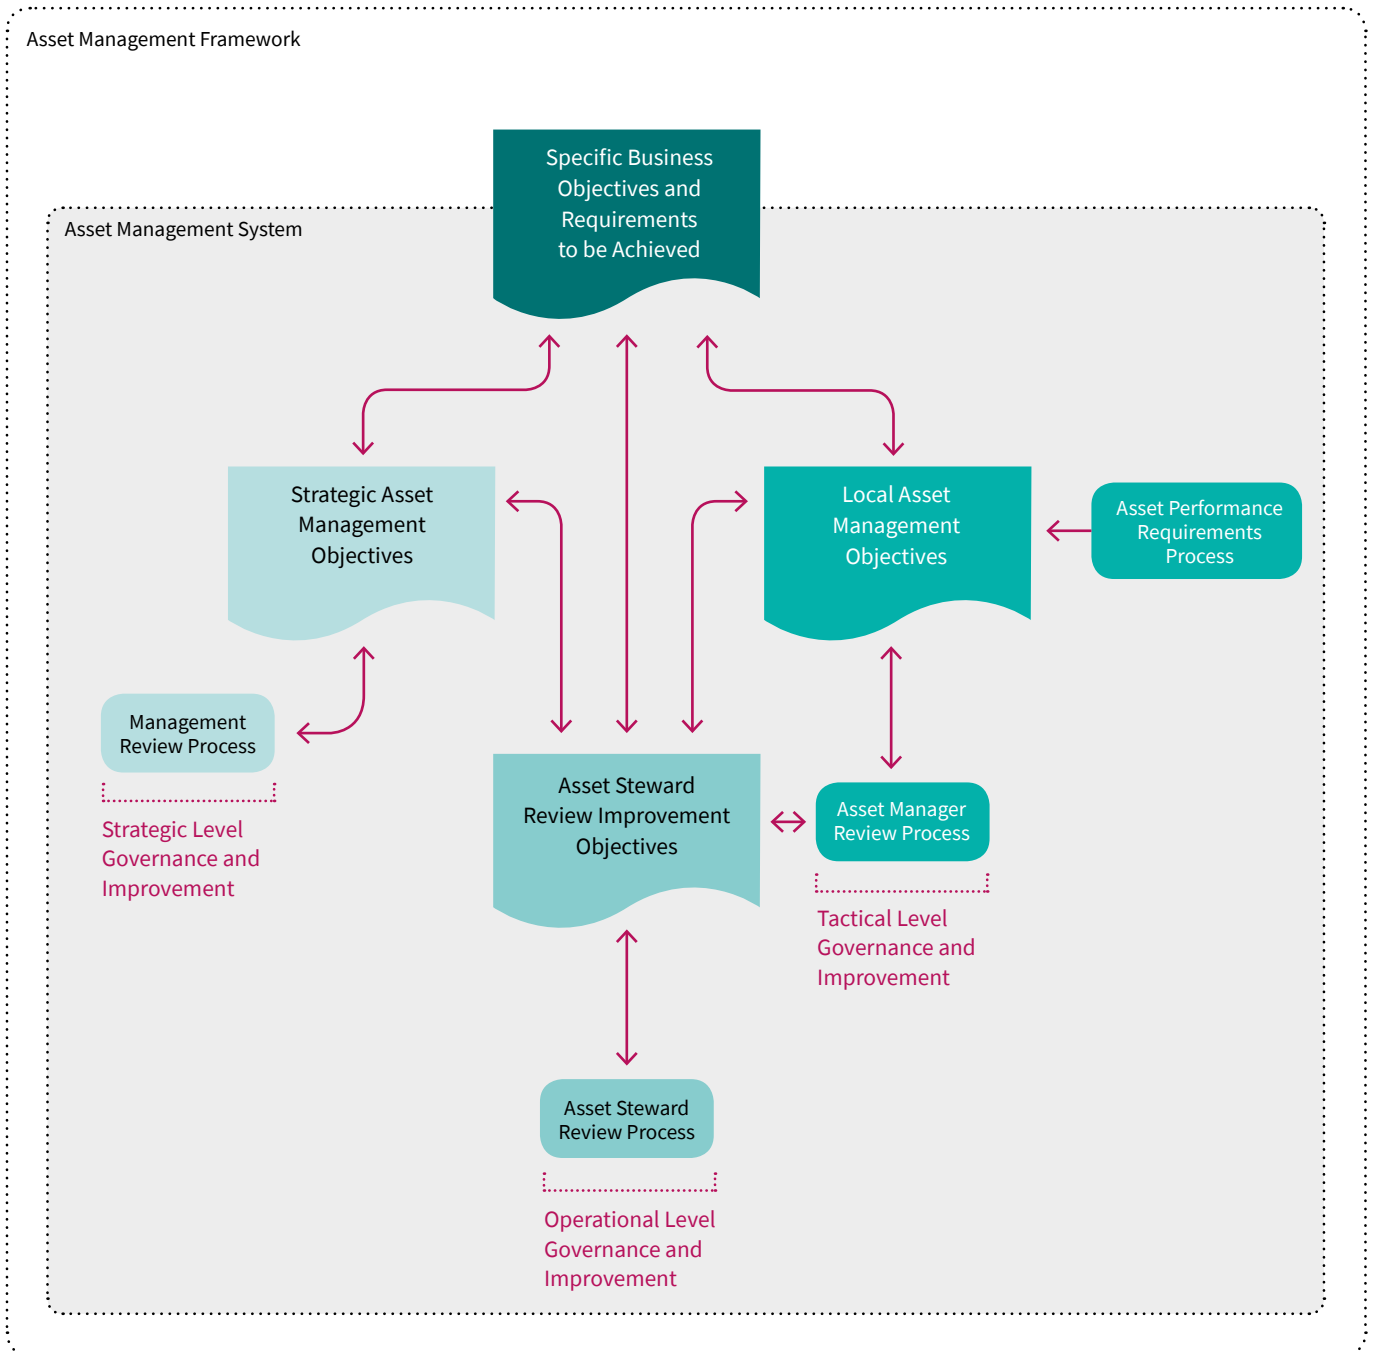 Asset Management Framework
Specific Business
Objectives and
Requirements
to be Achieved
Asset Management System
Strategic Asset
Management
Objectives
Local Asset
Management
Objectives
Asset Performance
Requirements
Process
Management
Review Process
Strategic Level
Governance and
Improvement
Asset Steward
Review Improvement
Objectives
Asset Manager
Review Process
Tactical Level
Governance and
Improvement
Asset Steward
Review Process
Operational Level
Governance and
Improvement